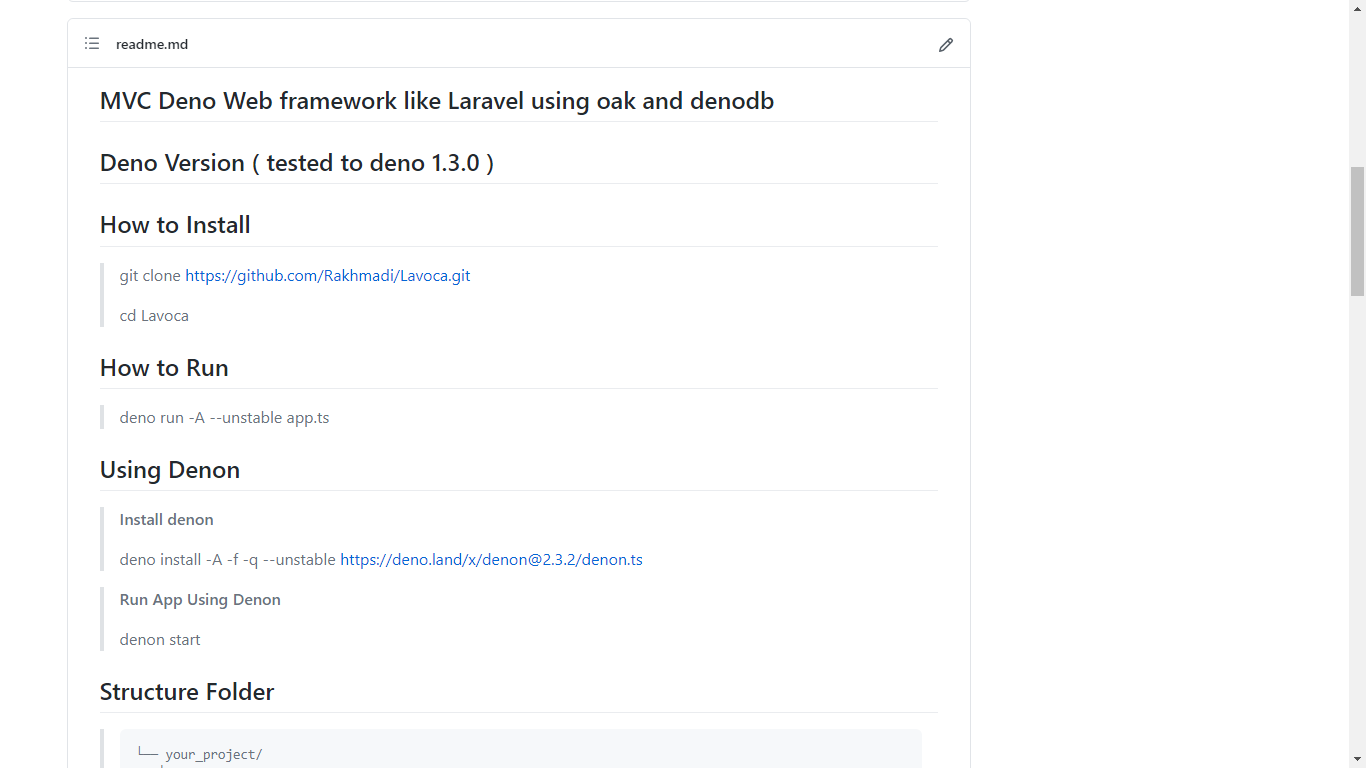 readme.md
MVC Deno Web framework like Laravel using oak and denodb
Deno Version ( tested to deno 1.3.0 )
How to Install
git clone https://github.com/Rakhmadi/Lavoca.git
cd Lavoca
How to Run
deno run -A --unstable app.ts
Using Denon
Install denon
deno install -A -f -q --unstable https://deno.land/x/denon@2.3.2/denon.ts
Run App Using Denon
denon start
Structure Folder
└── your_project/